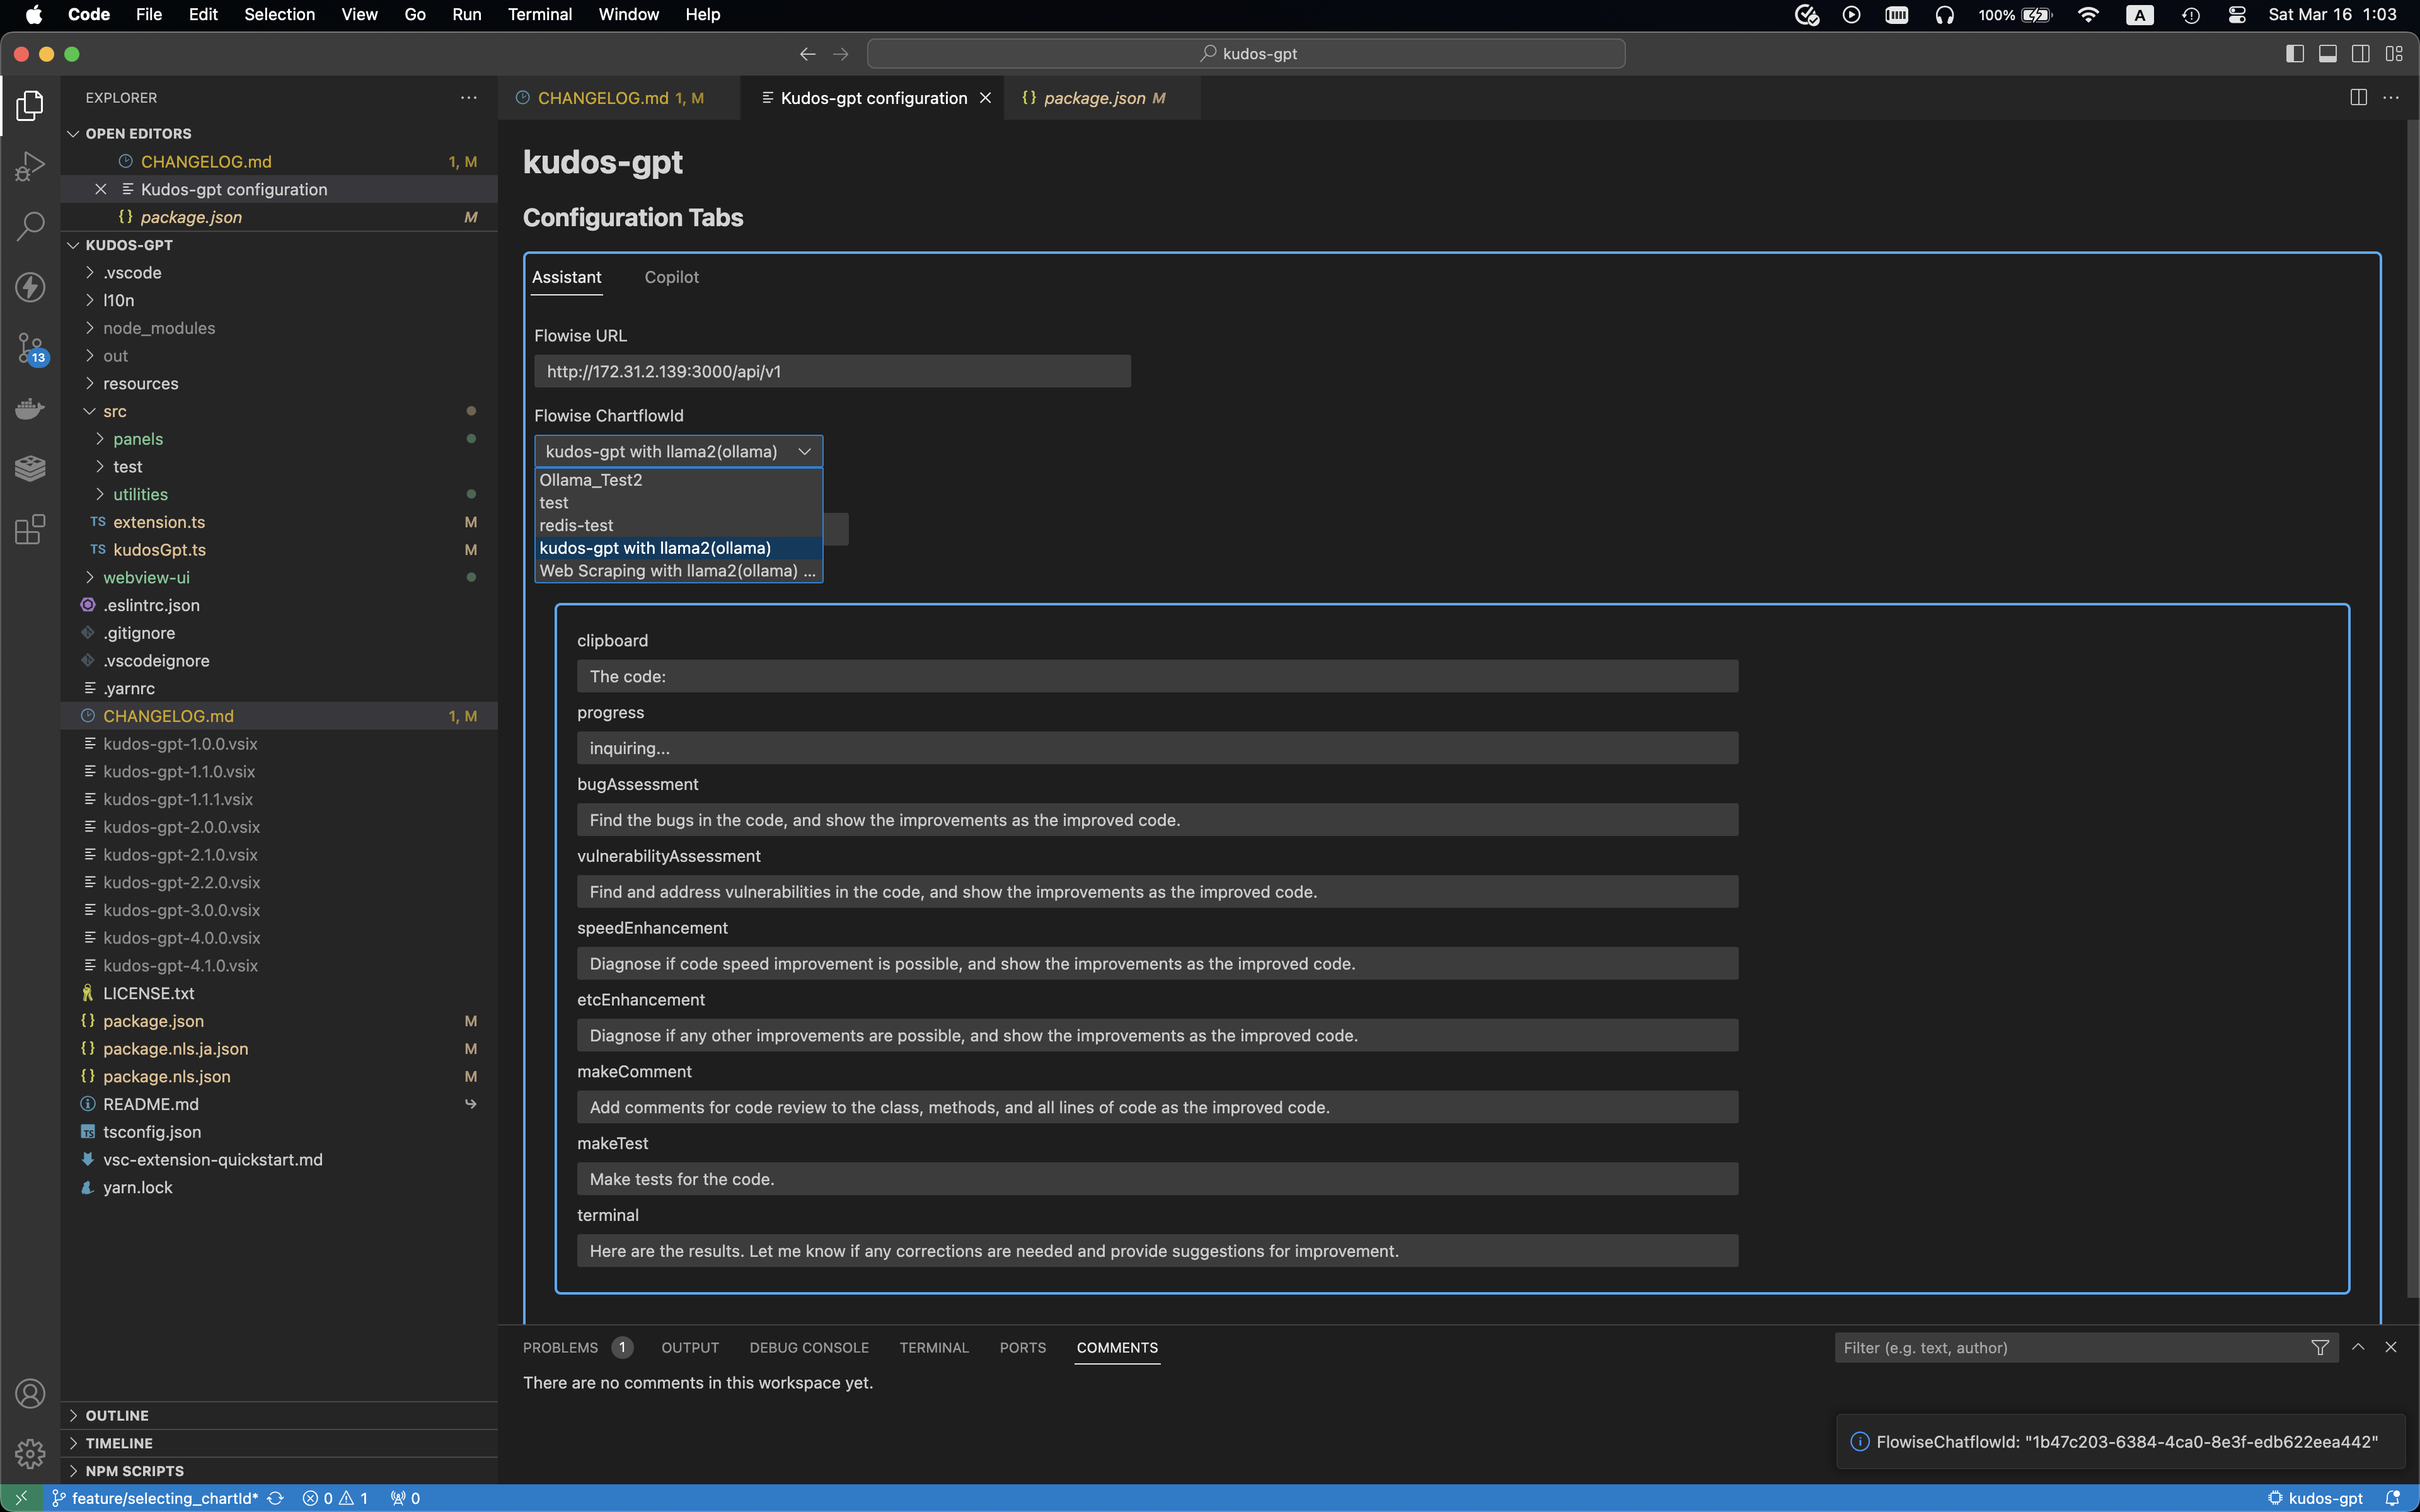 Code File Edit Selection View Go Run Terminal Window Help 100% A Sat Mar 16 1:03
kudos-gpt
EXPLORER
OPEN EDITORS
CHANGELOG.md 1, M
Kudos-gpt configuration
package.json M
KUDOS-GPT
.vscode
l10n
node_modules
out
resources
src
panels
test
utilities
TS extension.ts M
TS kudosGpt.ts M
webview-ui
.eslintrc.json
.gitignore
.vscodeignore
.yarnrc
CHANGELOG.md 1, M
kudos-gpt-1.0.0.vsix
kudos-gpt-1.1.0.vsix
kudos-gpt-1.1.1.vsix
kudos-gpt-2.0.0.vsix
kudos-gpt-2.1.0.vsix
kudos-gpt-2.2.0.vsix
kudos-gpt-3.0.0.vsix
kudos-gpt-4.0.0.vsix
kudos-gpt-4.1.0.vsix
LICENSE.txt
{} package.json M
{} package.nls.ja.json M
{} package.nls.json M
README.md
TS tsconfig.json
vsc-extension-quickstart.md
yarn.lock
OUTLINE
TIMELINE
NPM SCRIPTS
13
CHANGELOG.md 1, M Kudos-gpt configuration {} package.json M
kudos-gpt
Configuration Tabs
Assistant Copilot
Flowise URL
http://172.31.2.139:3000/api/v1
Flowise ChartflowId
kudos-gpt with llama2(ollama)
Ollama_Test2
test
redis-test
kudos-gpt with llama2(ollama)
Web Scraping with llama2(ollama) ...
clipboard
The code:
progress
inquiring...
bugAssessment
Find the bugs in the code, and show the improvements as the improved code.
vulnerabilityAssessment
Find and address vulnerabilities in the code, and show the improvements as the improved code.
speedEnhancement
Diagnose if code speed improvement is possible, and show the improvements as the improved code.
etcEnhancement
Diagnose if any other improvements are possible, and show the improvements as the improved code.
makeComment
Add comments for code review to the class, methods, and all lines of code as the improved code.
makeTest
Make tests for the code.
terminal
Here are the results. Let me know if any corrections are needed and provide suggestions for improvement.
PROBLEMS 1 OUTPUT DEBUG CONSOLE TERMINAL PORTS COMMENTS Filter (e.g. text, author)
There are no comments in this workspace yet.
FlowiseChatflowId: "1b47c203-6384-4ca0-8e3f-edb622eea442"
feature/selecting_chartId* 0 1 0 kudos-gpt